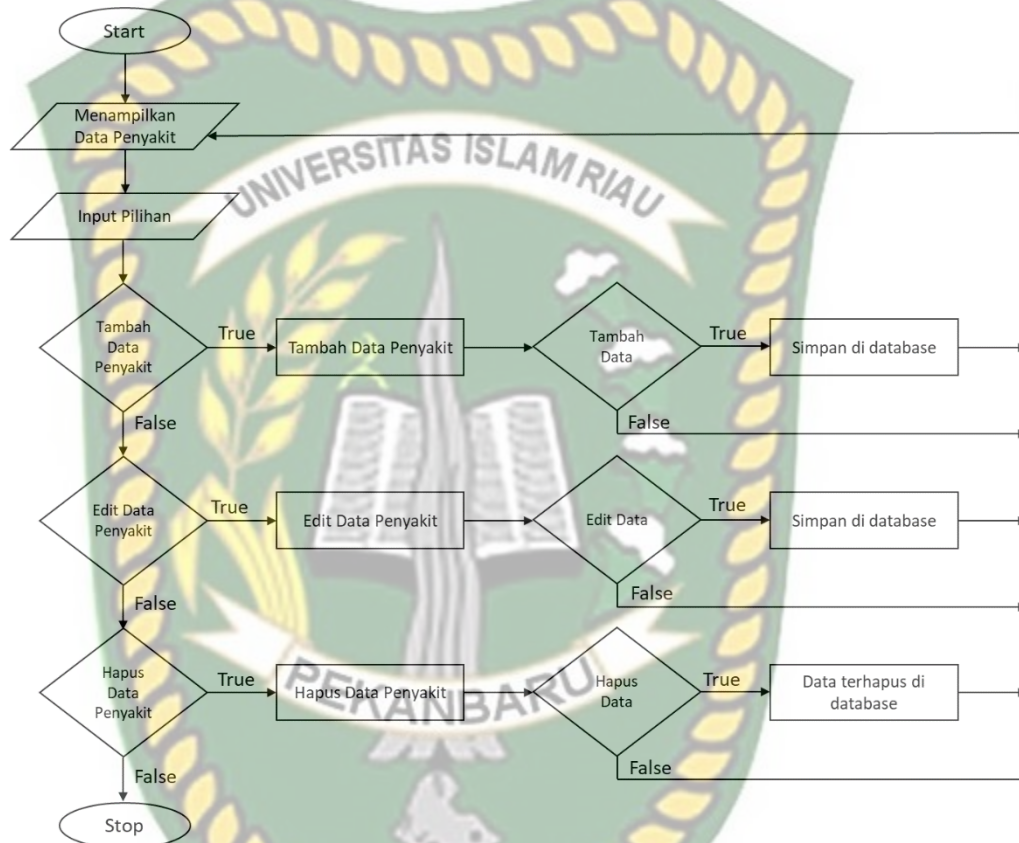 Start
Menampilkan
Data Penyakit
Input Pilihan
UNIVERSITAS ISLAM RIAU
Tambah
Data
Penyakit
True
Tambah Data Penyakit
Tambah
Data
True
Simpan di database
False
False
Edit Data
Penyakit
True
Edit Data Penyakit
Edit Data
True
Simpan di database
False
False
Hapus
Data
Penyakit
True
Hapus Data Penyakit
PEKANBARU
Hapus
Data
True
Data terhapus di
database
False
False
Stop